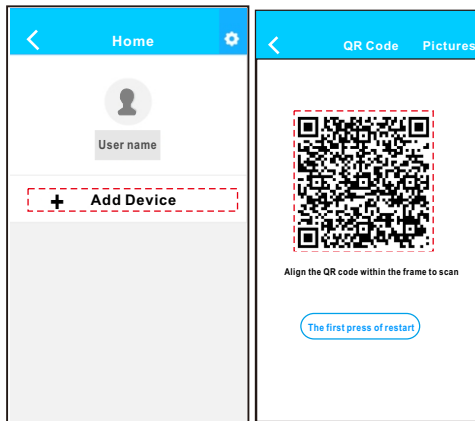 Home
User name
+ Add Device
QR Code Pictures
Align the QR code within the frame to scan
The first press of restart